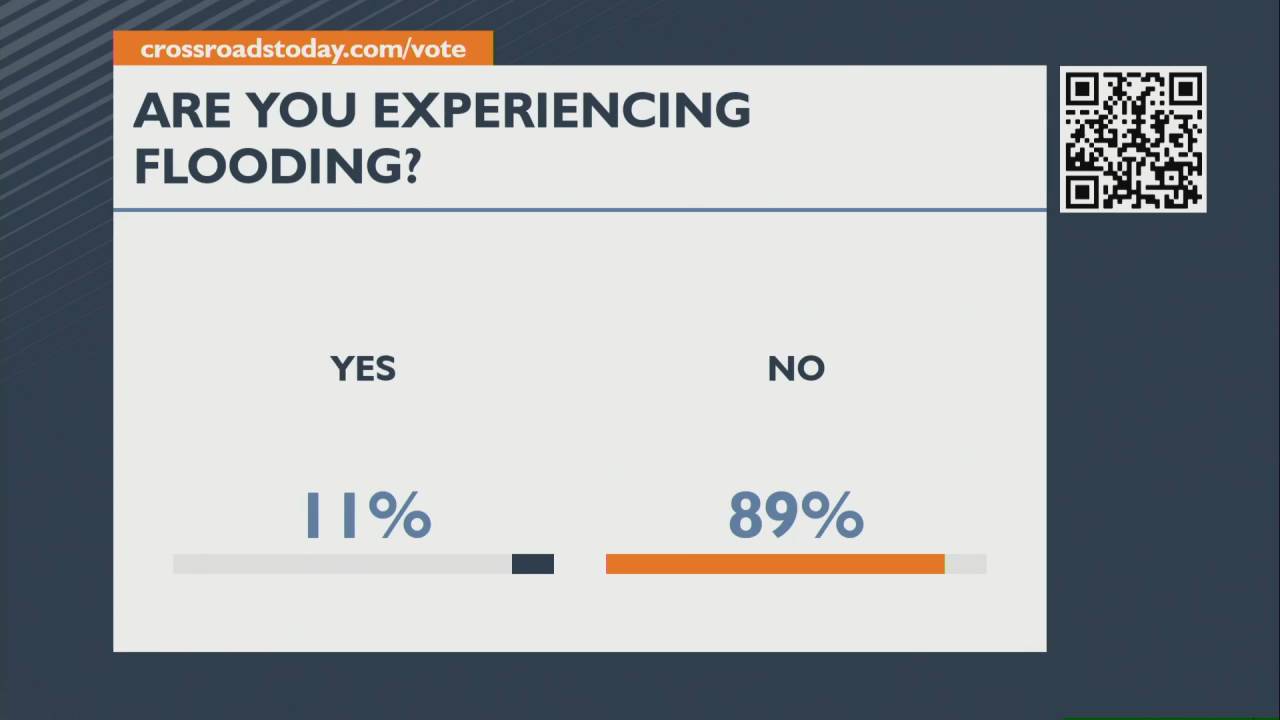 crossroadstoday.com/vote
ARE YOU EXPERIENCING
FLOODING?
YES
NO
11%
89%